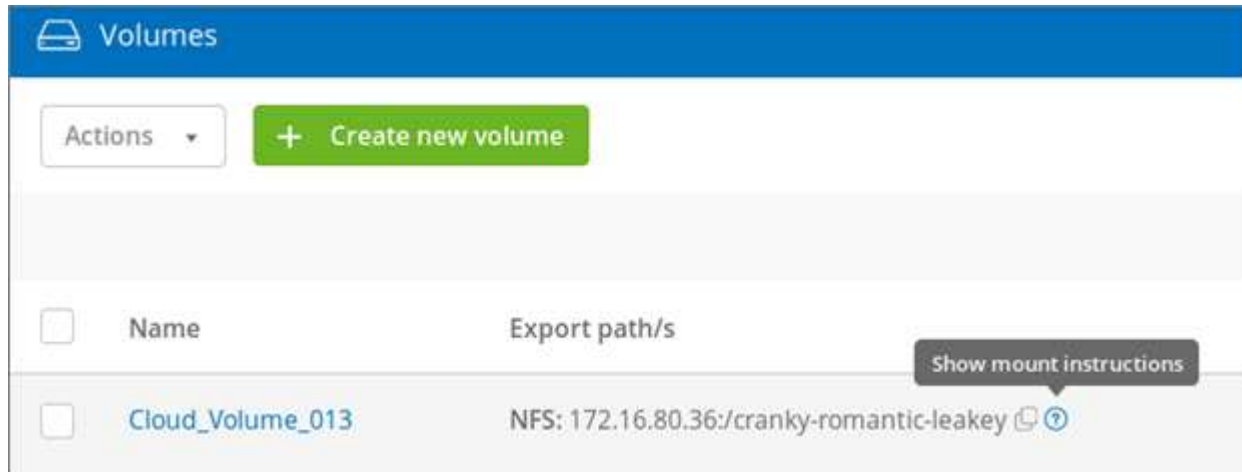 Volumes
Actions
+ Create new volume
Name Export path/s
Show mount instructions
Cloud_Volume_013 NFS: 172.16.80.36:/cranky-romantic-leakey